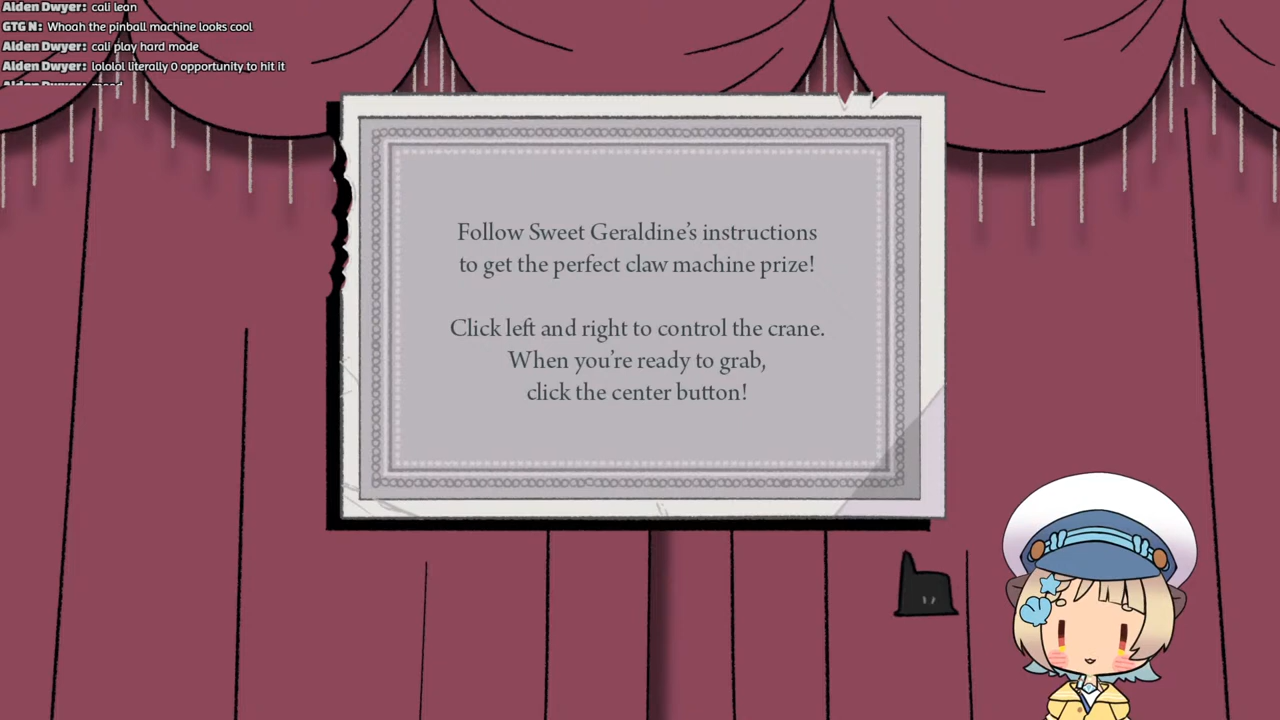 Alden Dwyer: cali lean
GTG N: Whoah the pinball machine looks cool
Alden Dwyer: cali play hard mode
Alden Dwyer: lololol literally 0 opportunity to hit it
Follow Sweet Geraldine's instructions
to get the perfect claw machine prize!
Click left and right to control the crane.
When you're ready to grab,
click the center button!